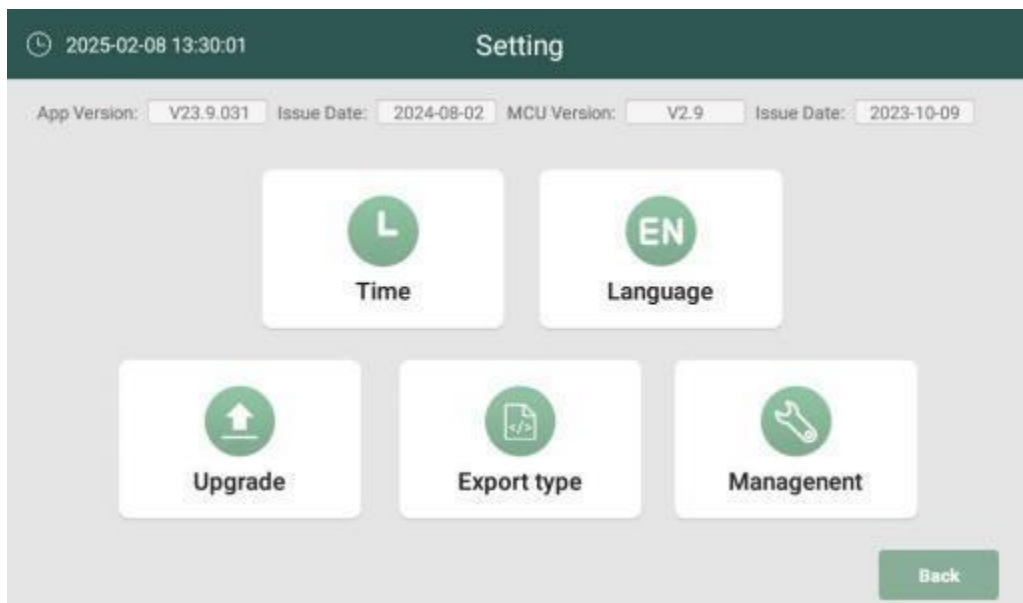 2025-02-08 13:30:01 Setting
App Version: V23.9.031 Issue Date: 2024-08-02 MCU Version: V2.9 Issue Date: 2023-10-09
EN
Time Language
</>
Upgrade Export type Managenent
Back